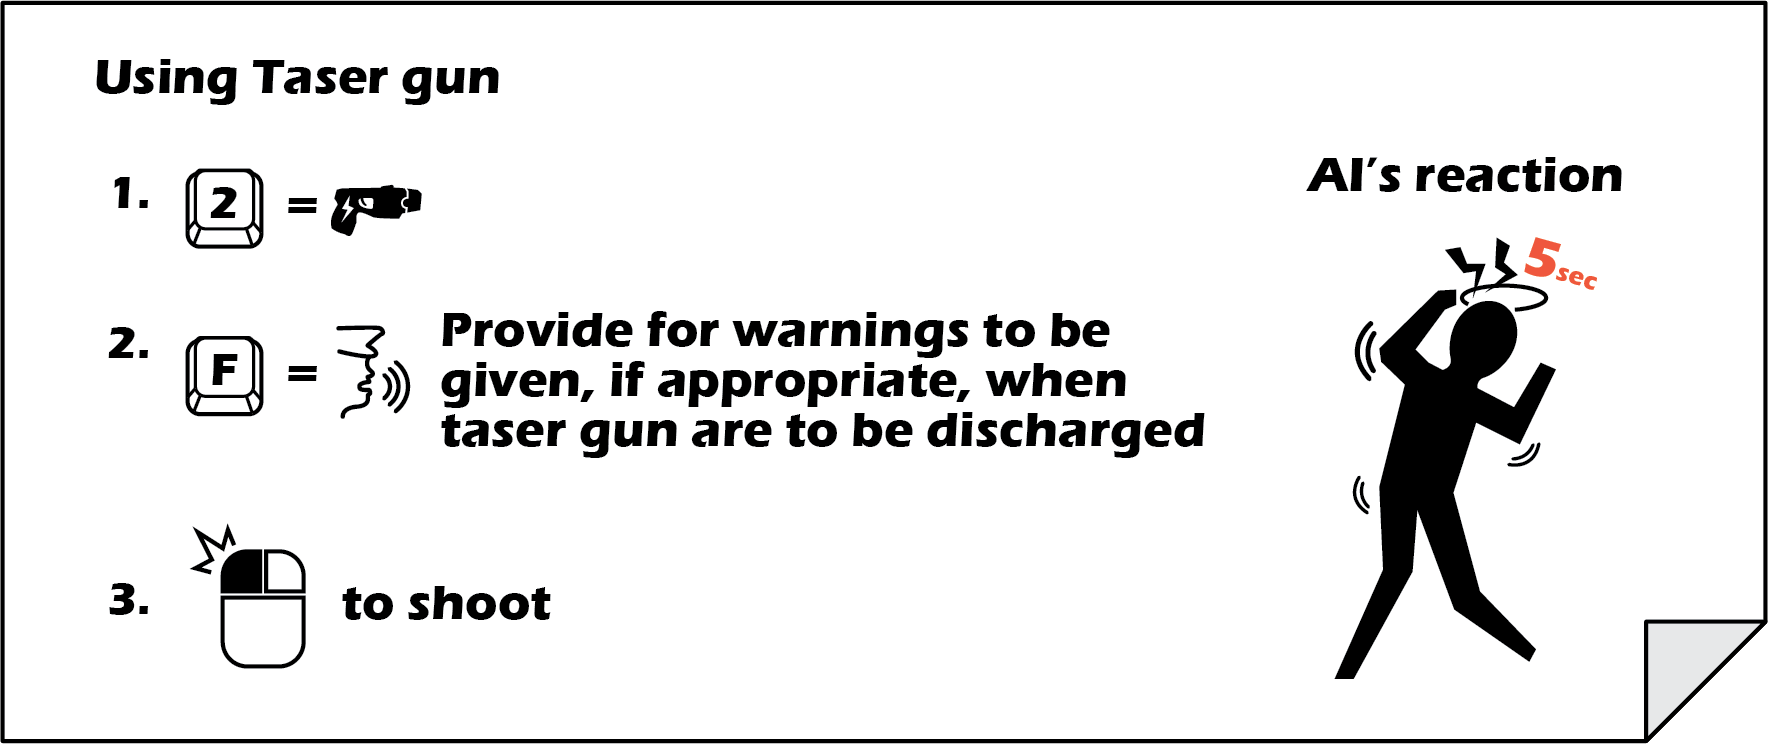 Using Taser gun
1. 2 =
2. F = Provide for warnings to be
given, if appropriate, when
taser gun are to be discharged
3. to shoot
AI’s reaction
5sec